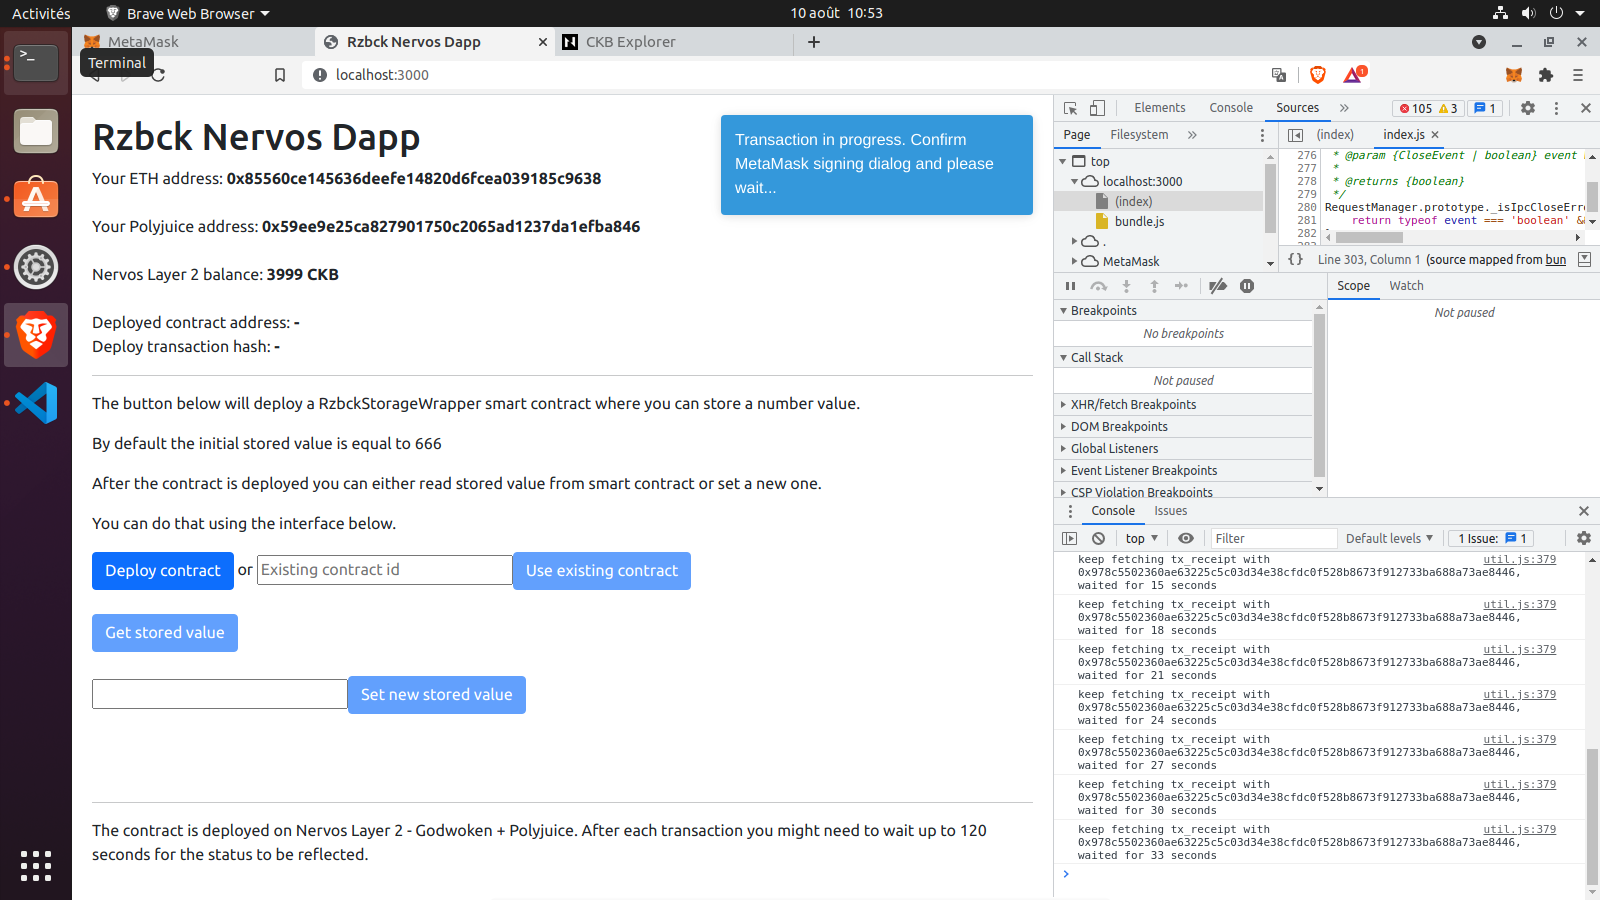 Activités
Brave Web Browser
10 août 10:53
MetaMask
Rzbck Nervos Dapp
CKB Explorer
Terminal
localhost:3000
1
Rzbck Nervos Dapp
Your ETH address: 0x85560ce145636deefe14820d6fcea039185c9638
Your Polyjuice address: 0x59ee9e25ca827901750c2065ad1237da1efba846
Nervos Layer 2 balance: 3999 CKB
Deployed contract address: -
Deploy transaction hash: -
Transaction in progress. Confirm
MetaMask signing dialog and please
wait...
The button below will deploy a RzbckStorageWrapper smart contract where you can store a number value.
By default the initial stored value is equal to 666
After the contract is deployed you can either read stored value from smart contract or set a new one.
You can do that using the interface below.
Deploy contract or Existing contract id Use existing contract
Get stored value
Set new stored value
The contract is deployed on Nervos Layer 2 - Godwoken + Polyjuice. After each transaction you might need to wait up to 120
seconds for the status to be reflected.
Elements Console Sources » 105 3 1
Page Filesystem »
(index) index.js
top
localhost:3000
(index)
bundle.js
.
MetaMask
276 * @param {CloseEvent | boolean} event
277 *
278 * @returns {boolean}
279 */
280 RequestManager.prototype._isIpcCloseErr
281 return typeof event === 'boolean' &
282
{} Line 303, Column 1 (source mapped from bun
Scope Watch
Not paused
Breakpoints
No breakpoints
Call Stack
Not paused
XHR/fetch Breakpoints
DOM Breakpoints
Global Listeners
Event Listener Breakpoints
CSP Violation Breakpoints
Console Issues
top Filter Default levels 1 Issue: 1
keep fetching tx_receipt with util.js:379
0x978c5502360ae63225c5c03d34e38cfdc0f528b8673f912733ba688a73ae8446,
waited for 15 seconds
keep fetching tx_receipt with util.js:379
0x978c5502360ae63225c5c03d34e38cfdc0f528b8673f912733ba688a73ae8446,
waited for 18 seconds
keep fetching tx_receipt with util.js:379
0x978c5502360ae63225c5c03d34e38cfdc0f528b8673f912733ba688a73ae8446,
waited for 21 seconds
keep fetching tx_receipt with util.js:379
0x978c5502360ae63225c5c03d34e38cfdc0f528b8673f912733ba688a73ae8446,
waited for 24 seconds
keep fetching tx_receipt with util.js:379
0x978c5502360ae63225c5c03d34e38cfdc0f528b8673f912733ba688a73ae8446,
waited for 27 seconds
keep fetching tx_receipt with util.js:379
0x978c5502360ae63225c5c03d34e38cfdc0f528b8673f912733ba688a73ae8446,
waited for 30 seconds
keep fetching tx_receipt with util.js:379
0x978c5502360ae63225c5c03d34e38cfdc0f528b8673f912733ba688a73ae8446,
waited for 33 seconds